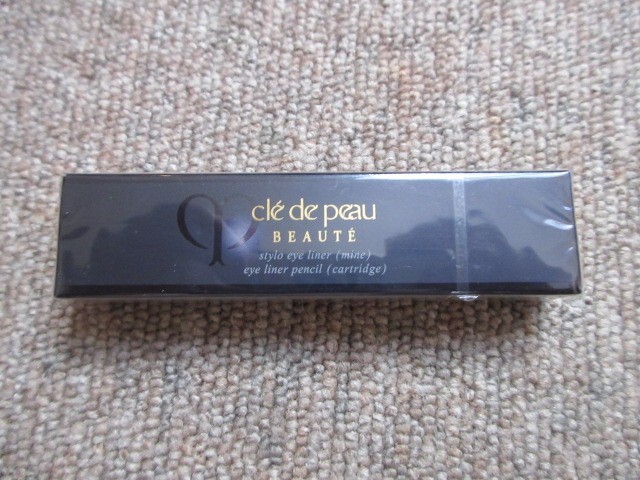 clé de peau
BEAUTÉ
stylo eye liner (mine)
eye liner pencil (cartridge)